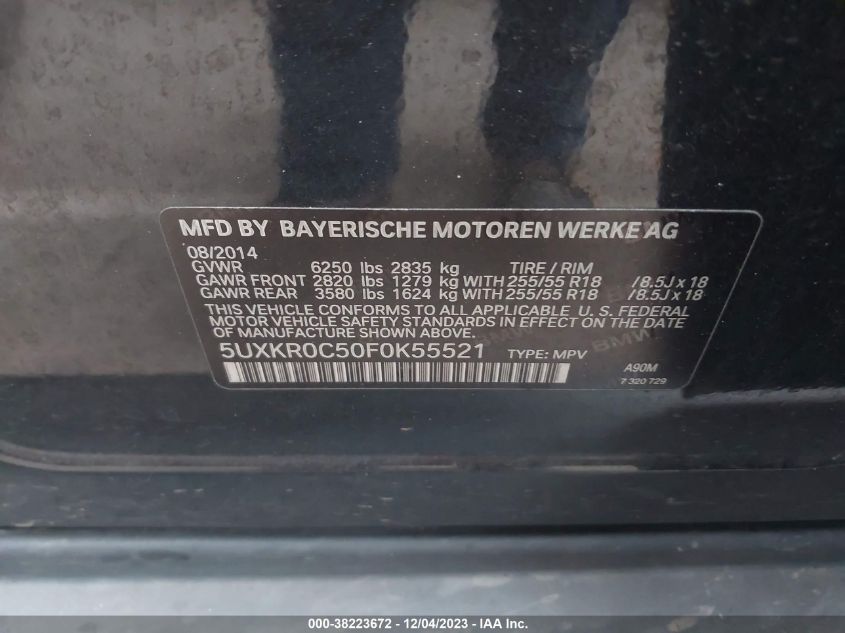 MFD BY BAYERISCHE MOTOREN WERKE AG
08/2014
GVWR 6250 lbs 2835 kg TIRE / RIM
GAWR FRONT 2820 lbs 1279 kg WITH 255/55 R18 /8.5J x 18
GAWR REAR 3580 lbs 1624 kg WITH 255/55 R18 /8.5J x 18
THIS VEHICLE CONFORMS TO ALL APPLICABLE U.S. FEDERAL
MOTOR VEHICLE SAFETY STANDARDS IN EFFECT ON THE DATE
OF MANUFACTURE SHOWN ABOVE.
5UXKR0C50F0K55521 TYPE: MPV
A90M
7 320 729
000-38223672 - 12/04/2023 - IAA Inc.